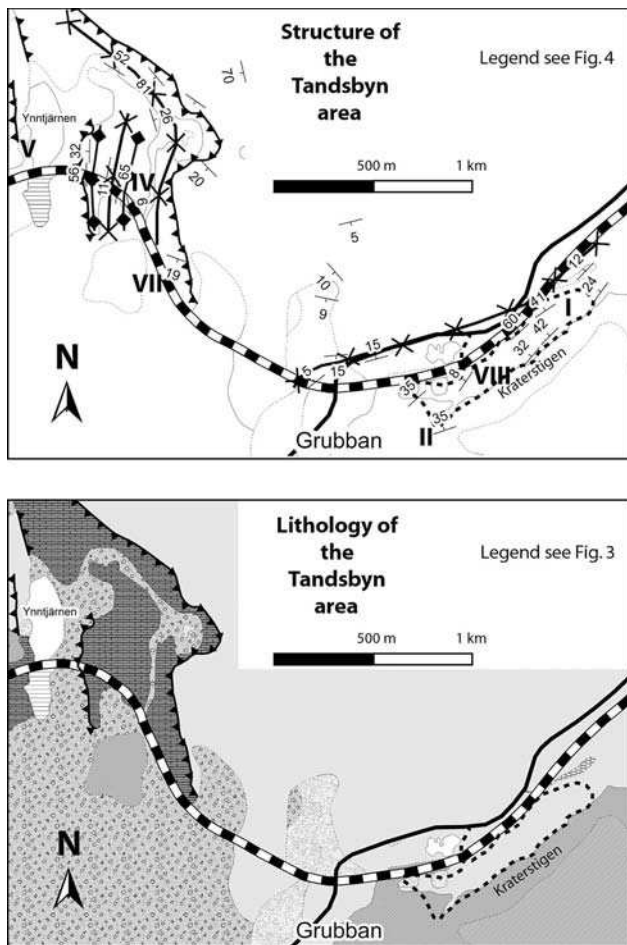 Structure of
the
Tandsbyn
area
Legend see Fig. 4
52
81
26
70
Ynntjärnen
V
32
56
11
65
IV
6
20
500 m
1 km
VII
19
5
10
9
12
24
I
41
60
42
32
15
15
5
8
VIII
35
35
II
Kraterstigen
N
Grubban
Lithology of
the
Tandsbyn
area
Legend see Fig. 3
Ynntjärnen
500 m
1 km
N
Kraterstigen
Grubban